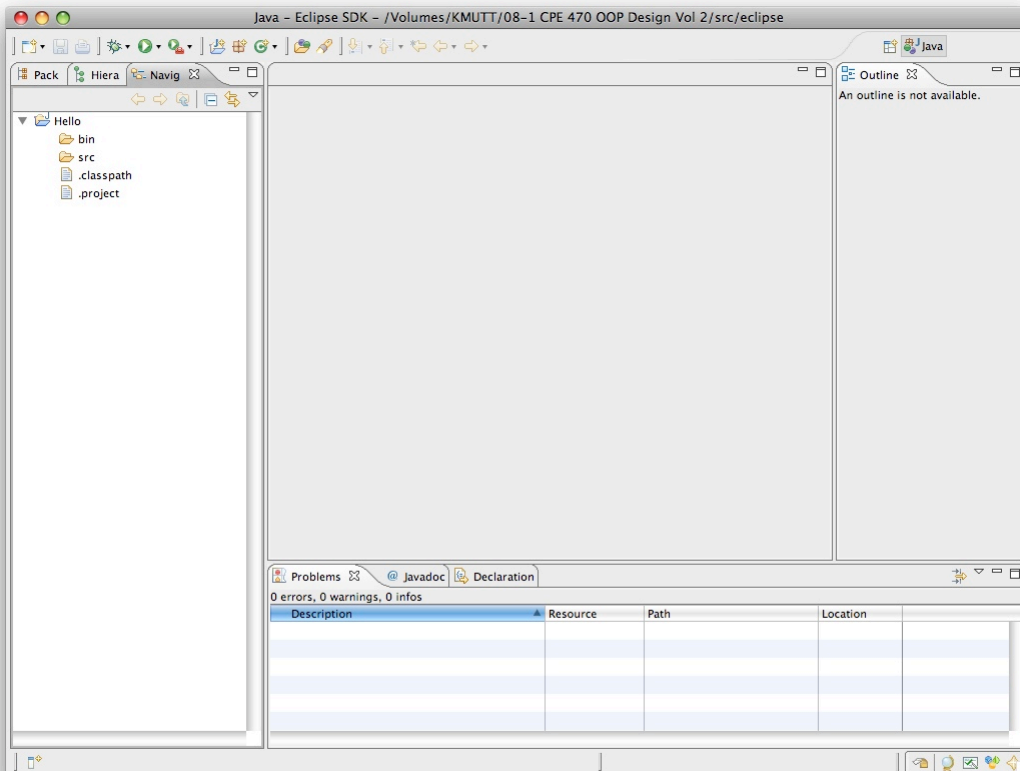 Java – Eclipse SDK – /Volumes/KMUTT/08-1 CPE 470 OOP Design Vol 2/src/eclipse
Java
Pack
Hiera
Navig
Outline
An outline is not available.
Hello
bin
src
.classpath
.project
Problems
@ Javadoc
Declaration
0 errors, 0 warnings, 0 infos
Description
Resource
Path
Location